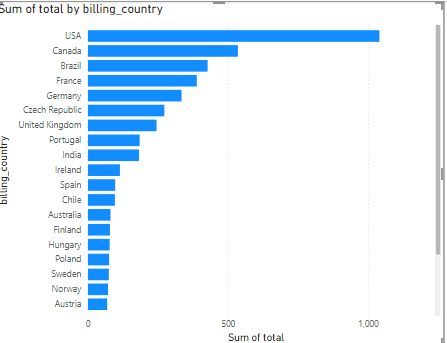 Sum of total by billing_country
USA
Canada
Brazil
France
Germany
Czech Republic
United Kingdom
Portugal
India
Ireland
Spain
Chile
Australia
Finland
Hungary
Poland
Sweden
Norway
Austria
billing_country
0 500 1,000
Sum of total